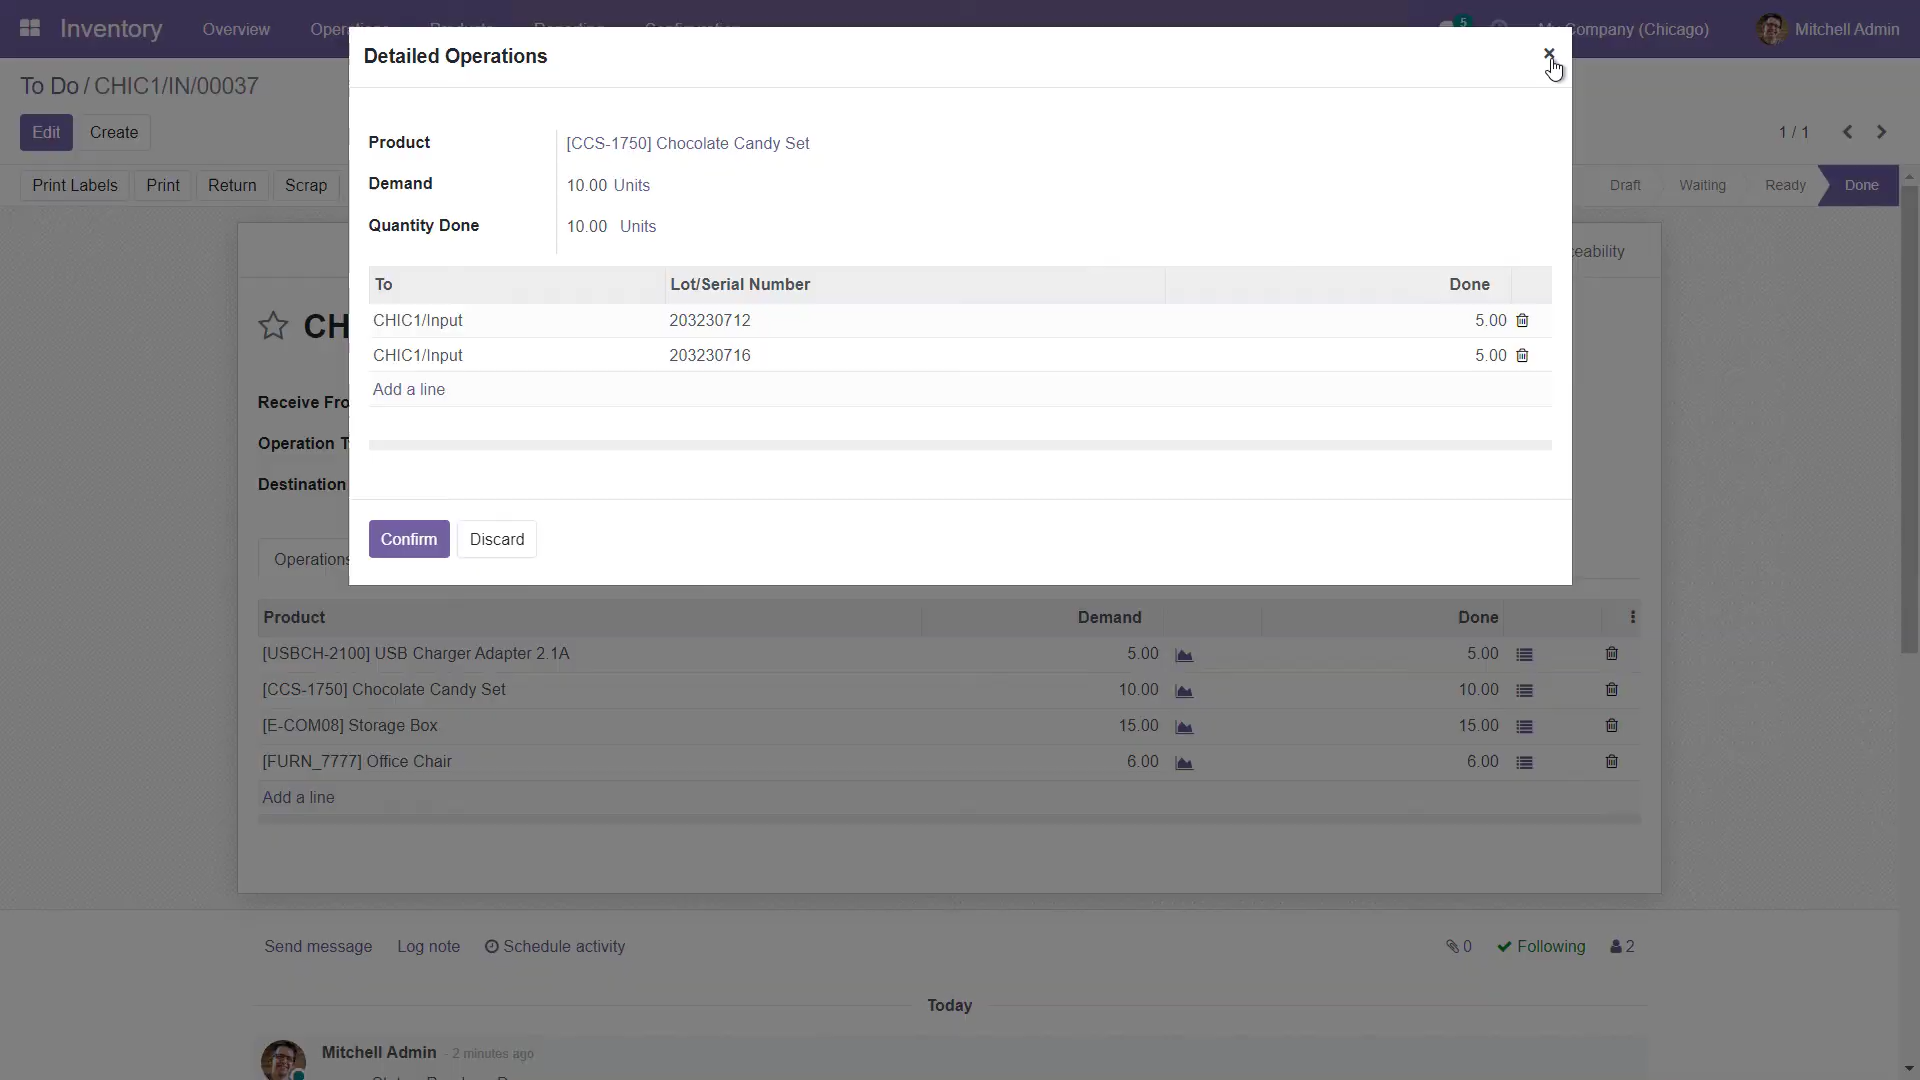 Inventory Overview 5 Company (Chicago) Mitchell Admin
To Do / CHIC1/IN/00037
Edit Create 1 / 1
Print Labels Print Return Scrap Draft Waiting Ready Done
Detailed Operations
Product [CCS-1750] Chocolate Candy Set
Demand 10.00 Units
Quantity Done 10.00 Units
To Lot/Serial Number Done
CHIC1/Input 203230712 5.00
CHIC1/Input 203230716 5.00
Add a line
Confirm Discard
CH
Receive Fro
Operation T
Destination
Operations
Product Demand Done
[USBCH-2100] USB Charger Adapter 2.1A 5.00 5.00
[CCS-1750] Chocolate Candy Set 10.00 10.00
[E-COM08] Storage Box 15.00 15.00
[FURN_7777] Office Chair 6.00 6.00
Add a line
Send message Log note Schedule activity 0 Following 2
Today
Mitchell Admin - 2 minutes ago